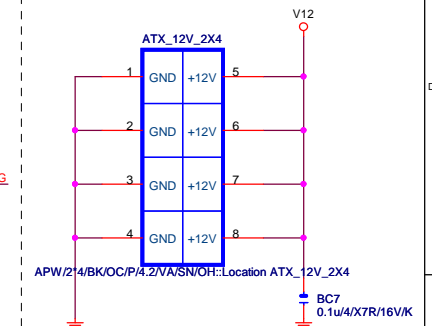 V12
ATX_12V_2X4
1 GND +12V 5
2 GND +12V 6
3 GND +12V 7
4 GND +12V 8
APW/2*4/BK/OC/P/4.2/VA/SN/OH::Location ATX_12V_2X4
BC7
0.1u/4/X7R/16V/K